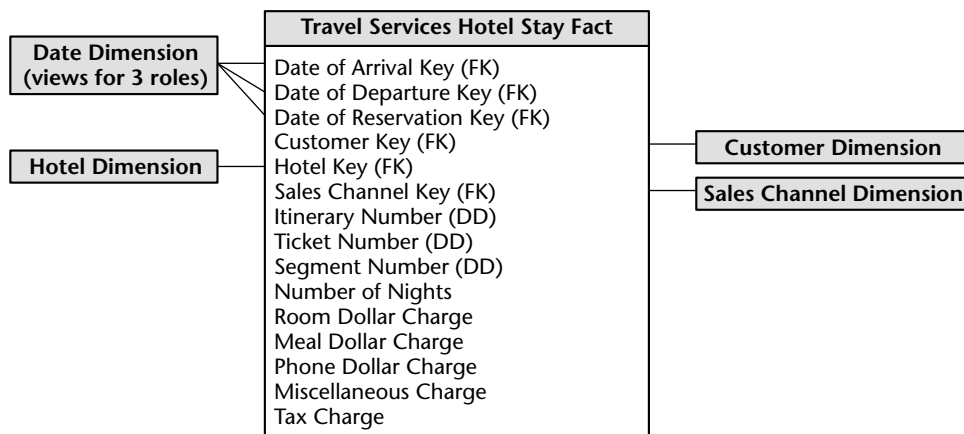 Travel Services Hotel Stay Fact
Date Dimension
(views for 3 roles)
Date of Arrival Key (FK)
Date of Departure Key (FK)
Date of Reservation Key (FK)
Customer Key (FK)
Hotel Key (FK)
Sales Channel Key (FK)
Itinerary Number (DD)
Ticket Number (DD)
Segment Number (DD)
Number of Nights
Room Dollar Charge
Meal Dollar Charge
Phone Dollar Charge
Miscellaneous Charge
Tax Charge
Hotel Dimension
Customer Dimension
Sales Channel Dimension